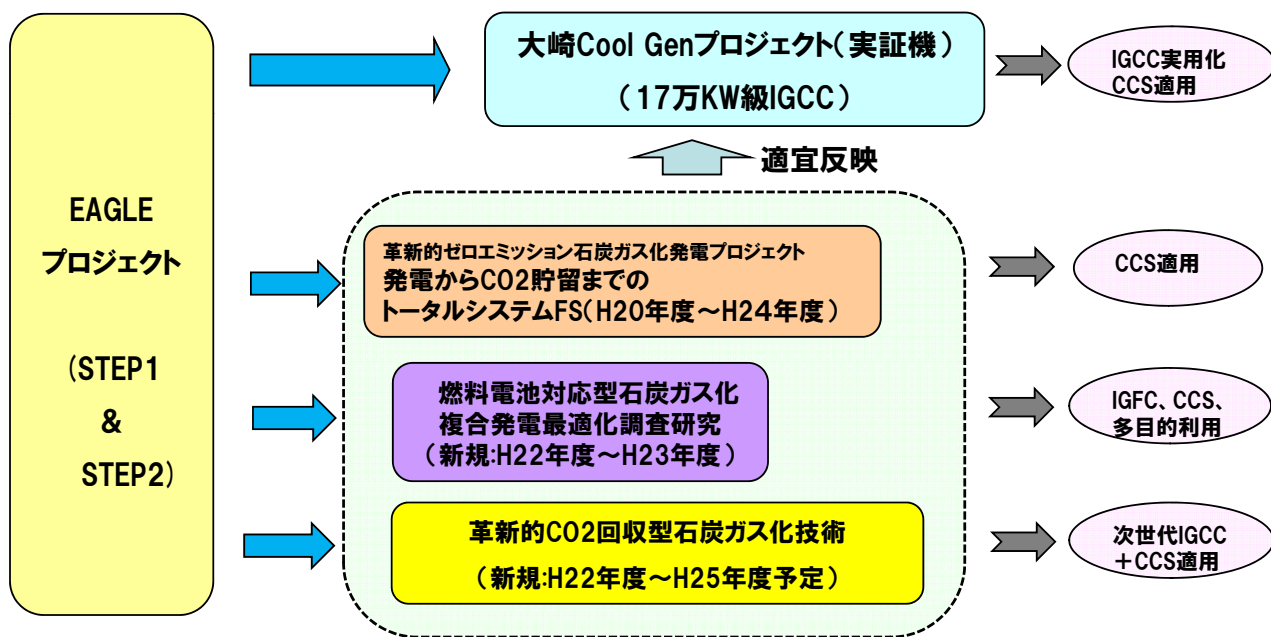 EAGLE
プロジェクト
(STEP1
&
STEP2)
大崎Cool Genプロジェクト(実証機)
(17万KW級IGCC)
IGCC実用化
CCS適用
適宜反映
革新的ゼロエミッション石炭ガス化発電プロジェクト
発電からCO2貯留までの
トータルシステムFS(H20年度～H24年度)
CCS適用
燃料電池対応型石炭ガス化
複合発電最適化調査研究
(新規:H22年度～H23年度)
IGFC、CCS、
多目的利用
革新的CO2回収型石炭ガス化技術
(新規:H22年度～H25年度予定)
次世代IGCC
＋CCS適用